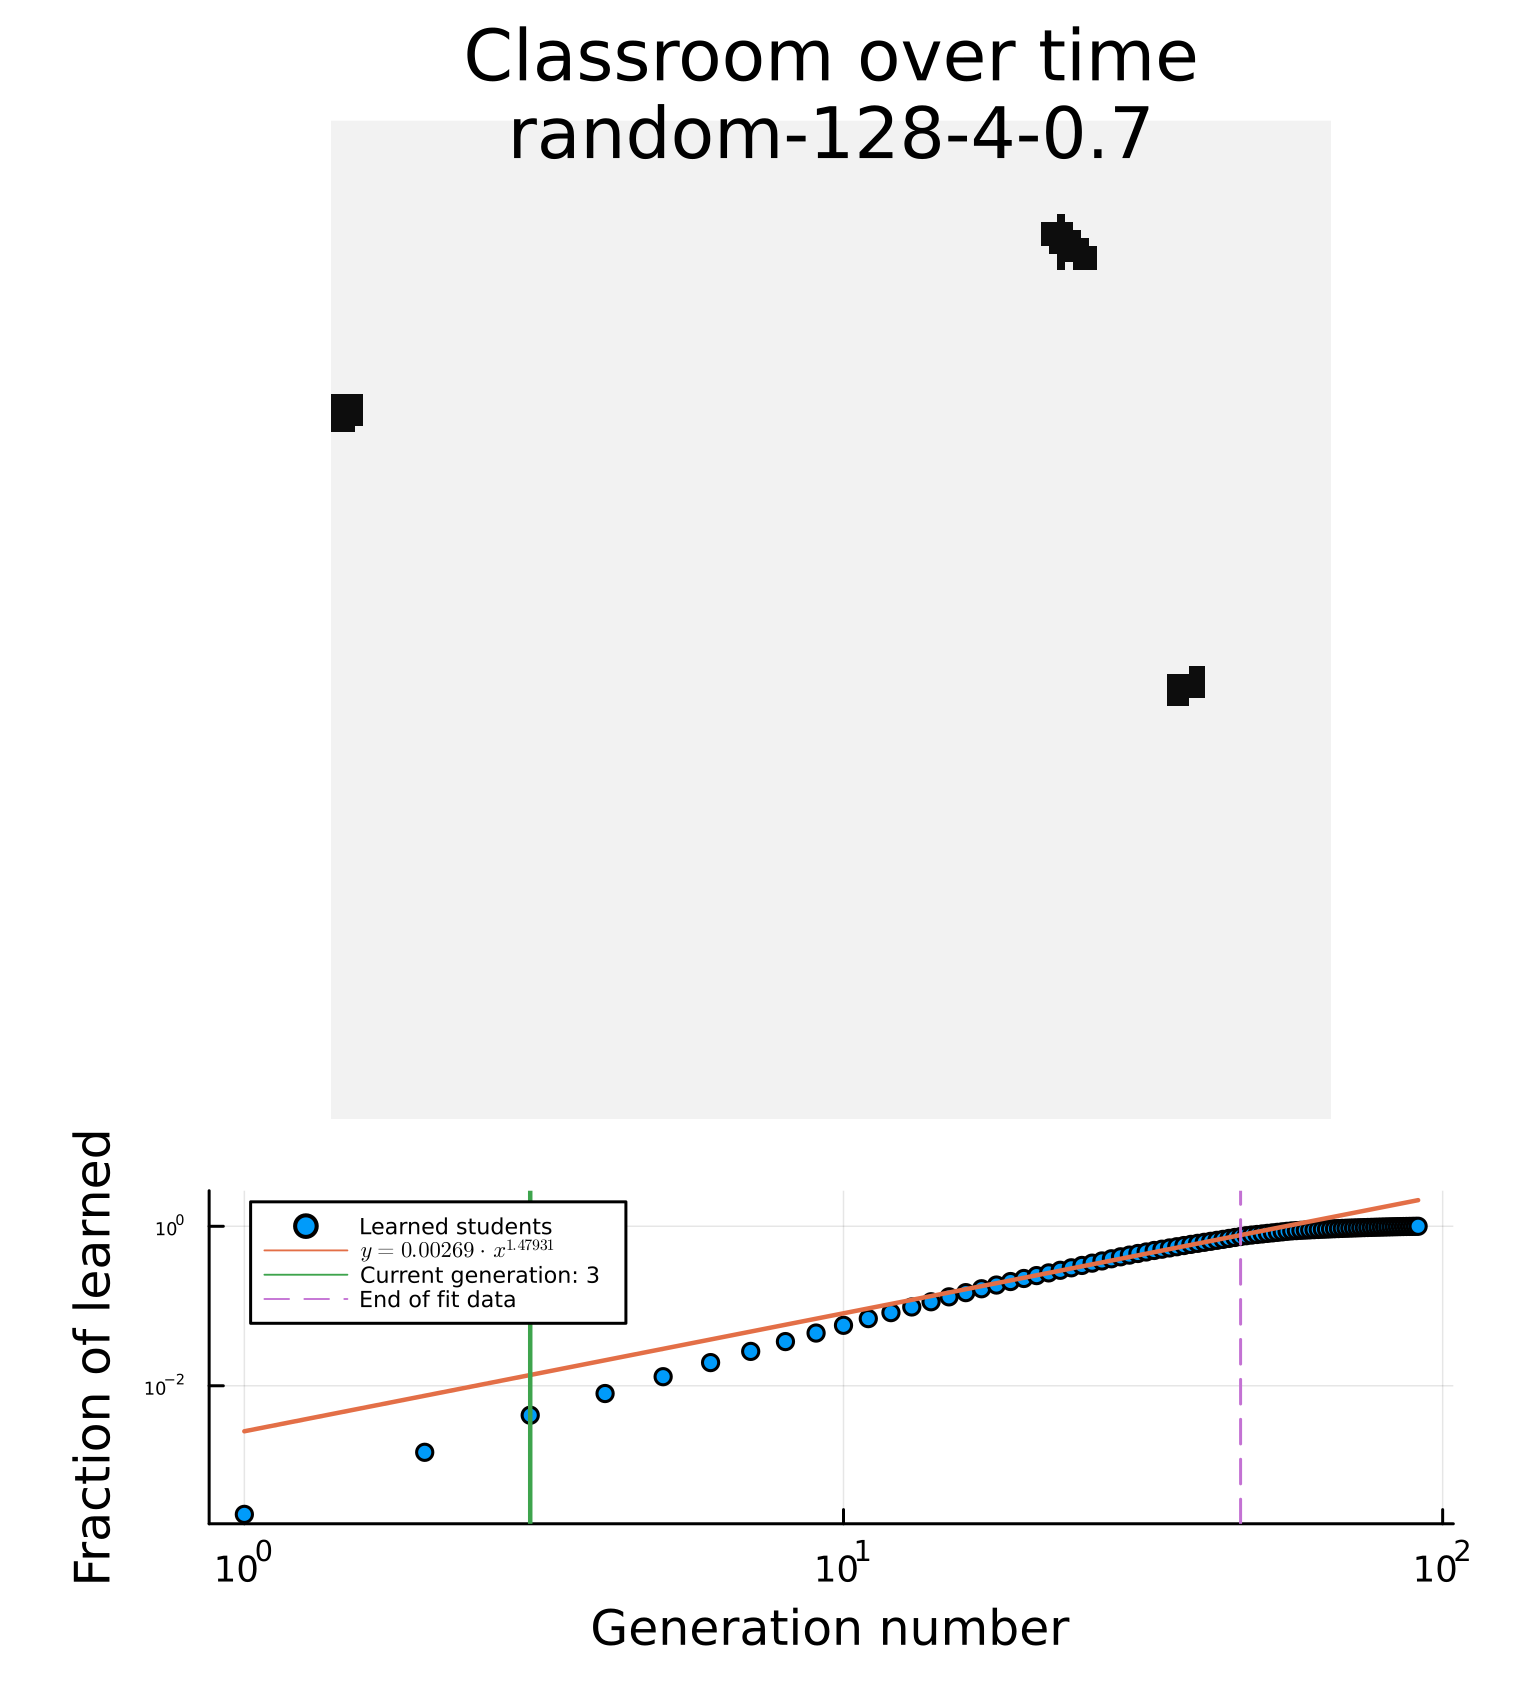 Classroom over time
random-128-4-0.7
Fraction of learned
10⁰
10⁻²
Learned students
y = 0.00269 · x^1.47931
Current generation: 3
End of fit data
10⁰ 10¹ 10²
Generation number